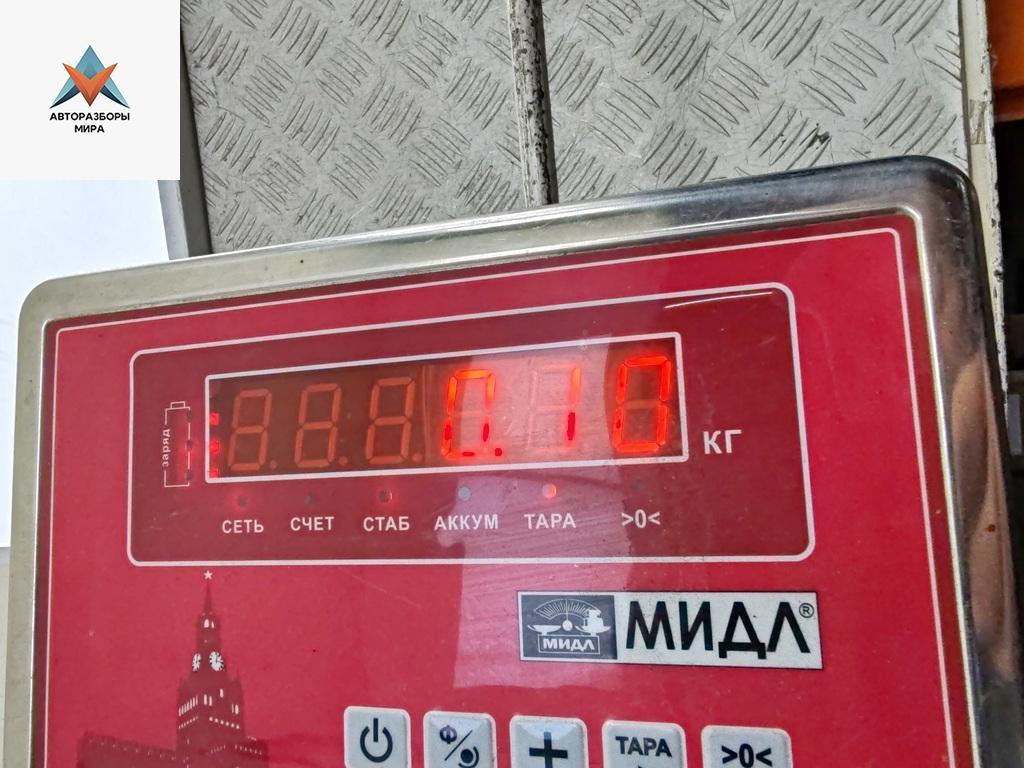 АВТОРАЗБОРЫ
МИРА
0.10
заряд
КГ
СЕТЬ СЧЕТ СТАБ АККУМ ТАРА >0<
МИДЛ МИДЛ®
Ф/ + ТАРА >0<